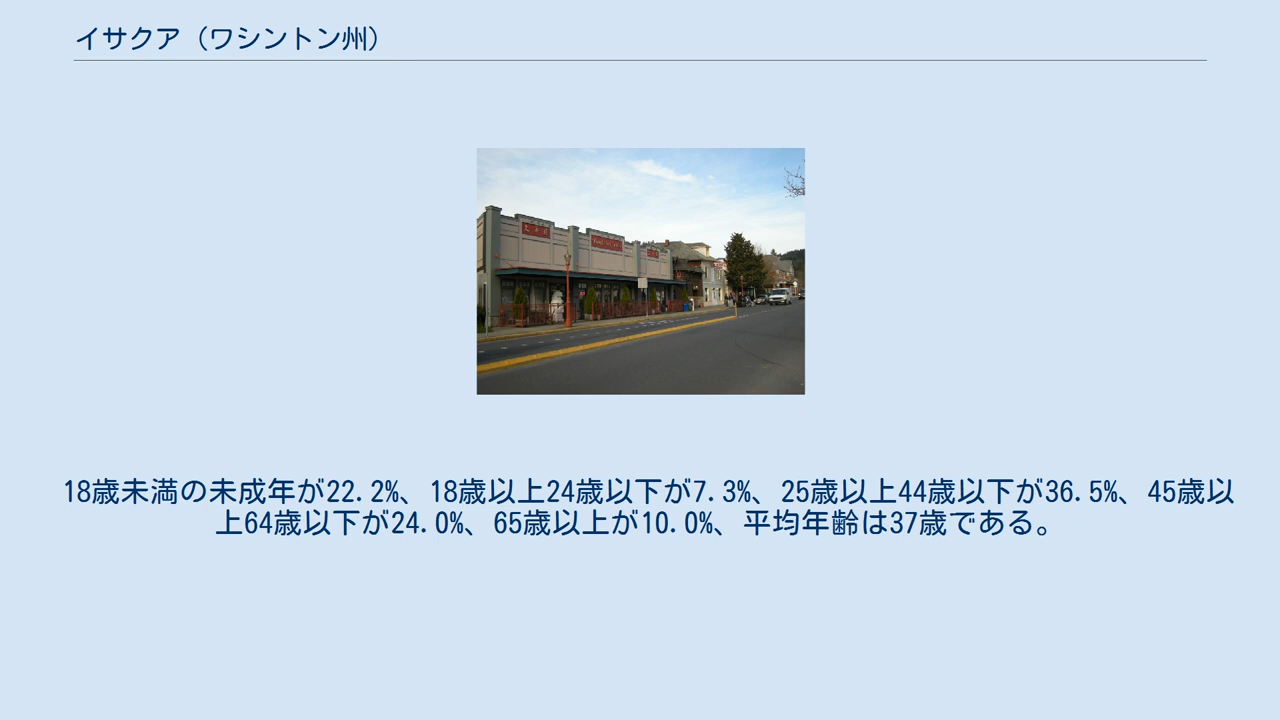 イサクア（ワシントン州）
18歳未満の未成年が22.2%、18歳以上24歳以下が7.3%、25歳以上44歳以下が36.5%、45歳以
上64歳以下が24.0%、65歳以上が10.0%、平均年齢は37歳である。